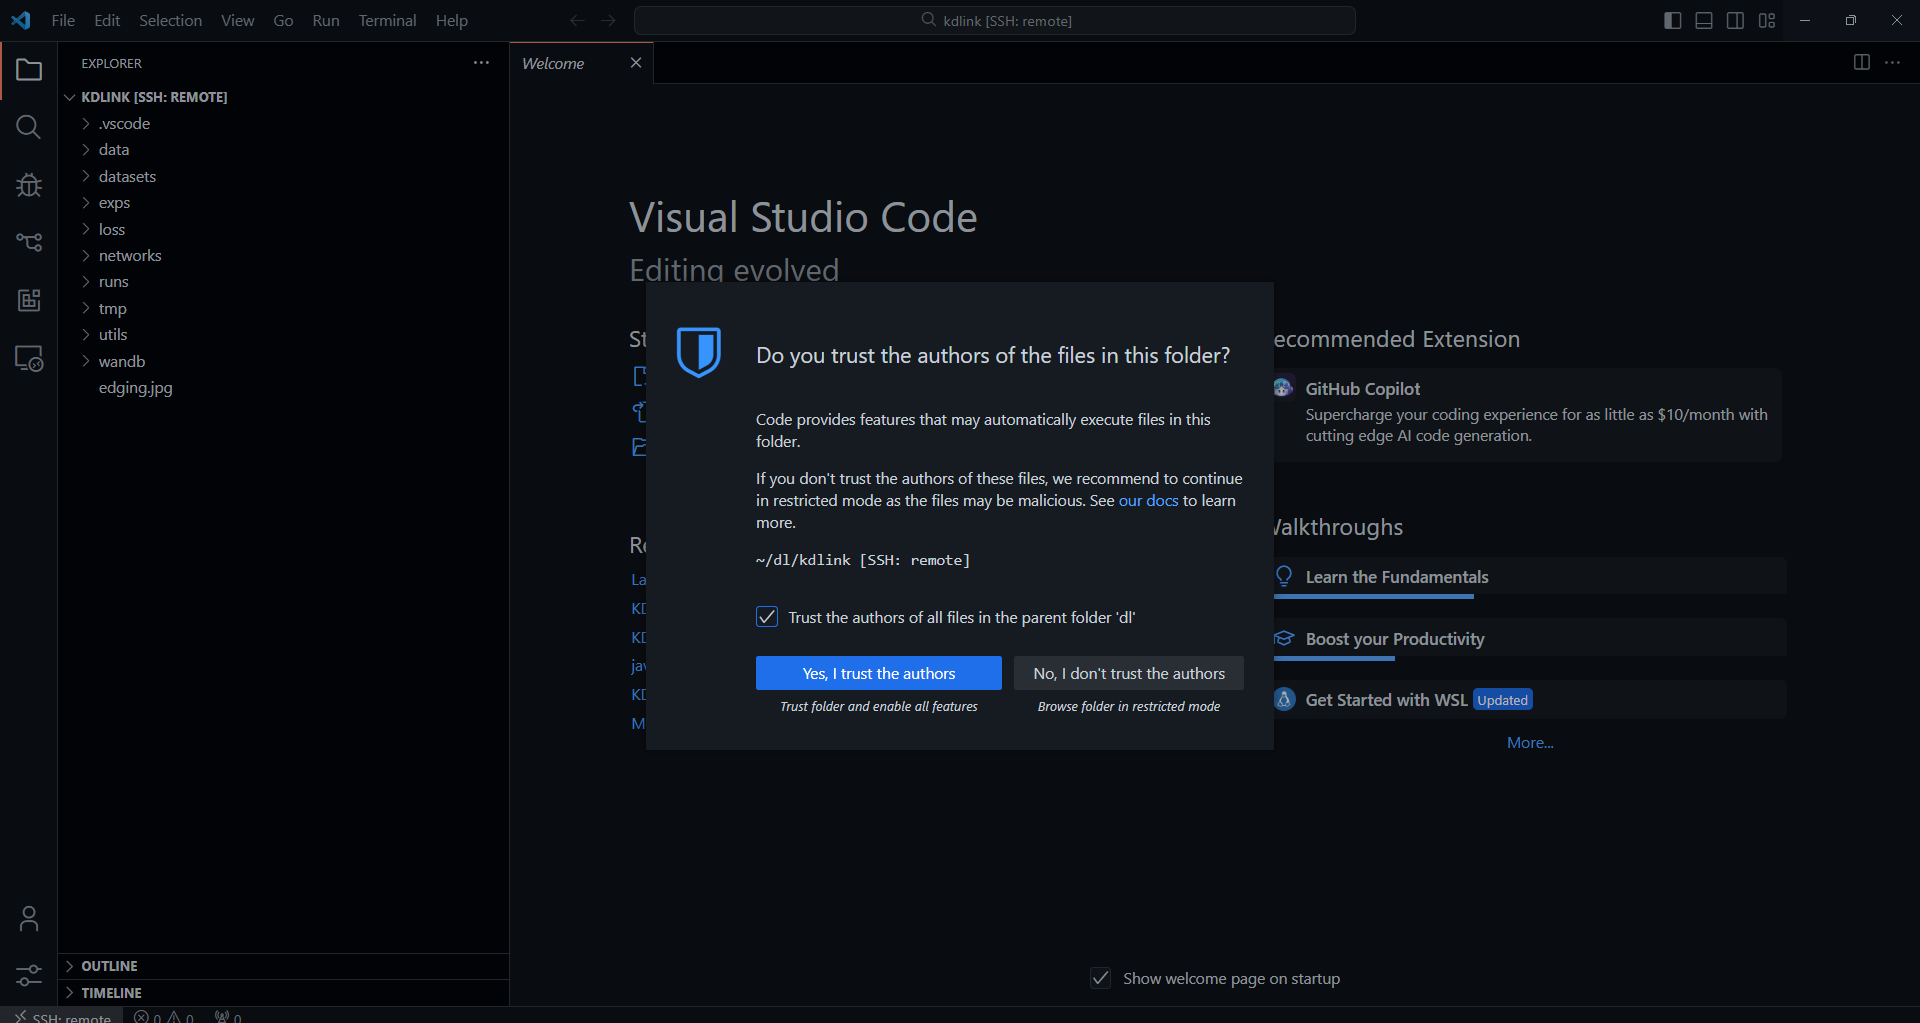 File Edit Selection View Go Run Terminal Help
kdlink [SSH: remote]
EXPLORER
KDLINK [SSH: REMOTE]
.vscode
data
datasets
exps
loss
networks
runs
tmp
utils
wandb
edging.jpg
OUTLINE
TIMELINE
SSH: remote 0 0 0
Welcome
Visual Studio Code
Editing evolved
St
Re
La
KD
KD
jav
KD
M
Do you trust the authors of the files in this folder?
Code provides features that may automatically execute files in this
folder.
If you don't trust the authors of these files, we recommend to continue
in restricted mode as the files may be malicious. See our docs to learn
more.
~/dl/kdlink [SSH: remote]
Trust the authors of all files in the parent folder 'dl'
Yes, I trust the authors
No, I don't trust the authors
Trust folder and enable all features
Browse folder in restricted mode
ecommended Extension
GitHub Copilot
Supercharge your coding experience for as little as $10/month with
cutting edge AI code generation.
Walkthroughs
Learn the Fundamentals
Boost your Productivity
Get Started with WSL Updated
More...
Show welcome page on startup